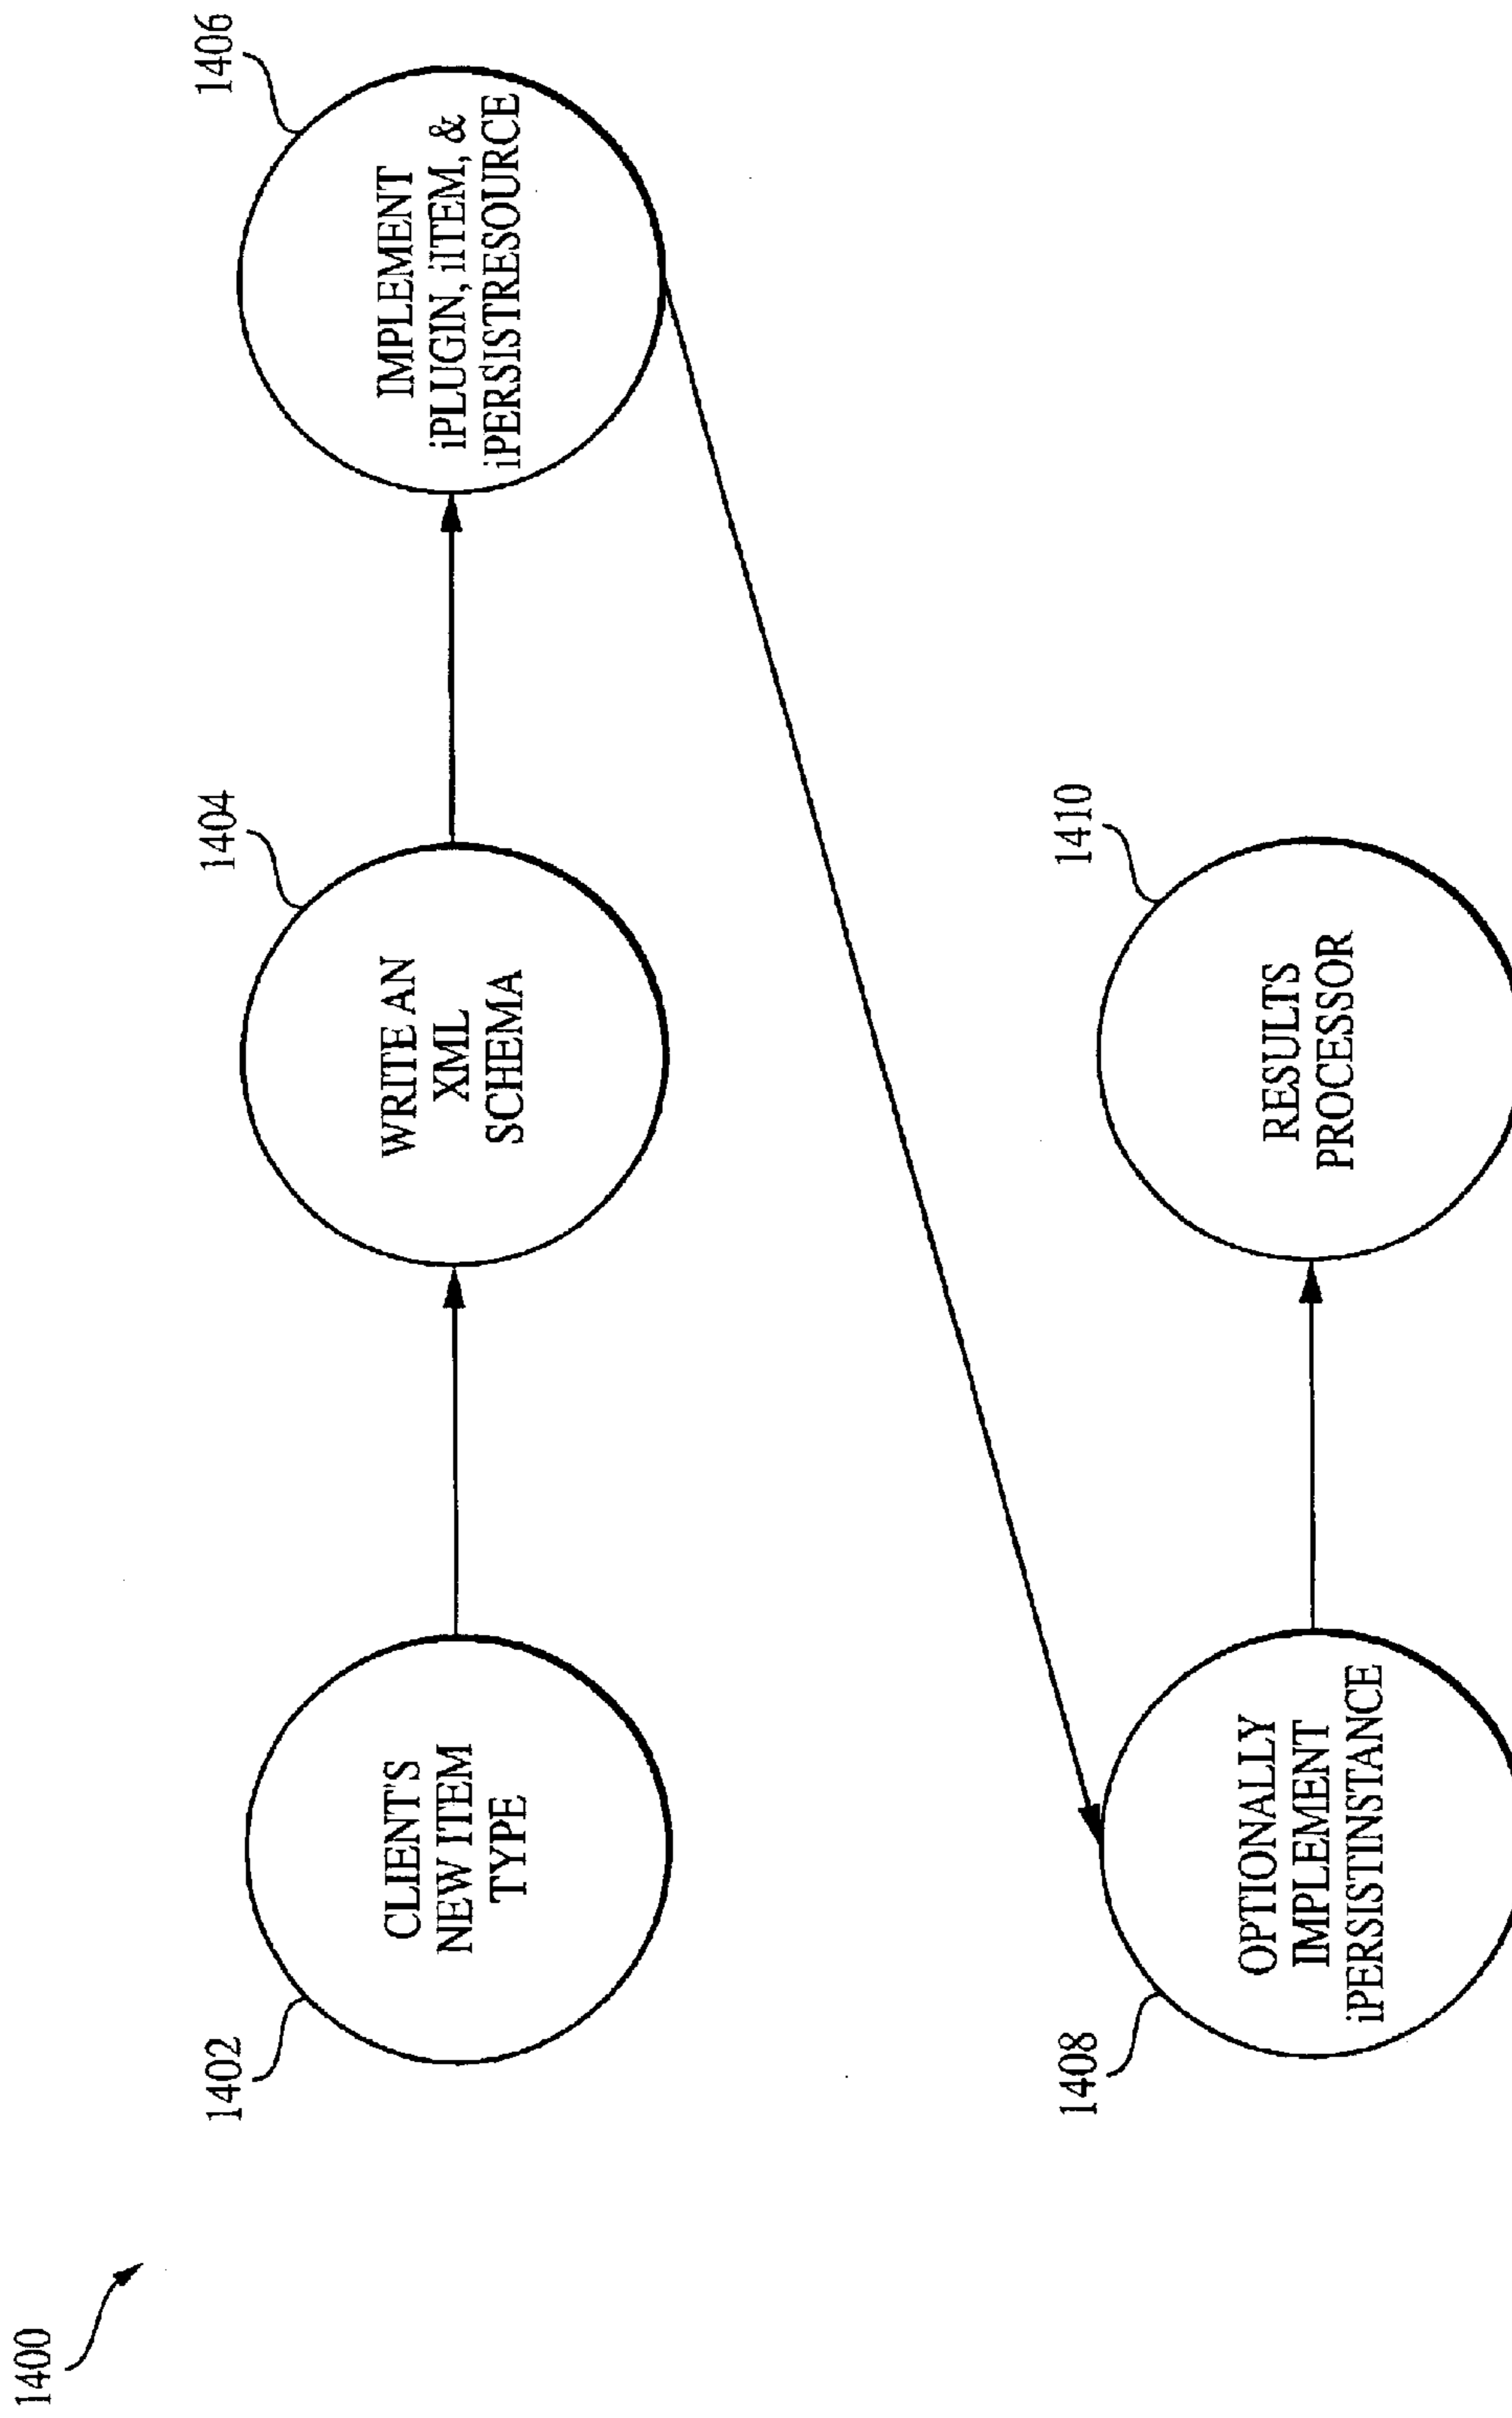 1400
1402
CLIENT'S
NEW ITEM
TYPE
1404
WRITE AN
XML
SCHEMA
1406
IMPLEMENT
iPLUGIN, iITEM, &
iPERSISTRESOURCE
1408
OPTIONALLY
IMPLEMENT
iPERSISTINSTANCE
1410
RESULTS
PROCESSOR